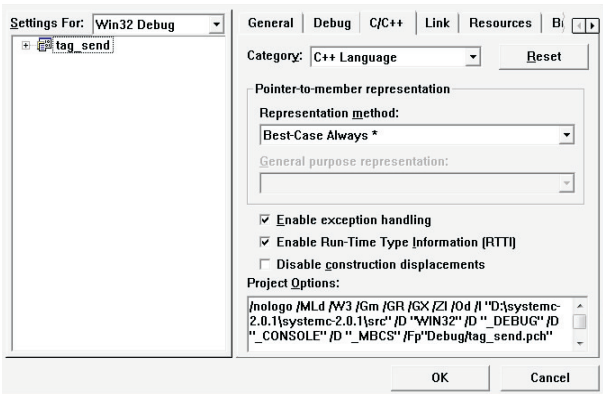 Settings For: Win32 Debug
tag_send
General Debug C/C++ Link Resources
Category: C++ Language Reset
Pointer-to-member representation
Representation method:
Best-Case Always *
General purpose representation:
Enable exception handling
Enable Run-Time Type Information (RTTI)
Disable construction displacements
Project Options:
/nologo /MLd /W3 /Gm /GR /GX /ZI /Od /I "D:\systemc-
2.0.1\systemc-2.0.1\src" /D "WIN32" /D "_DEBUG" /D
"_CONSOLE" /D "_MBCS" /Fp"Debug/tag_send.pch"
OK Cancel